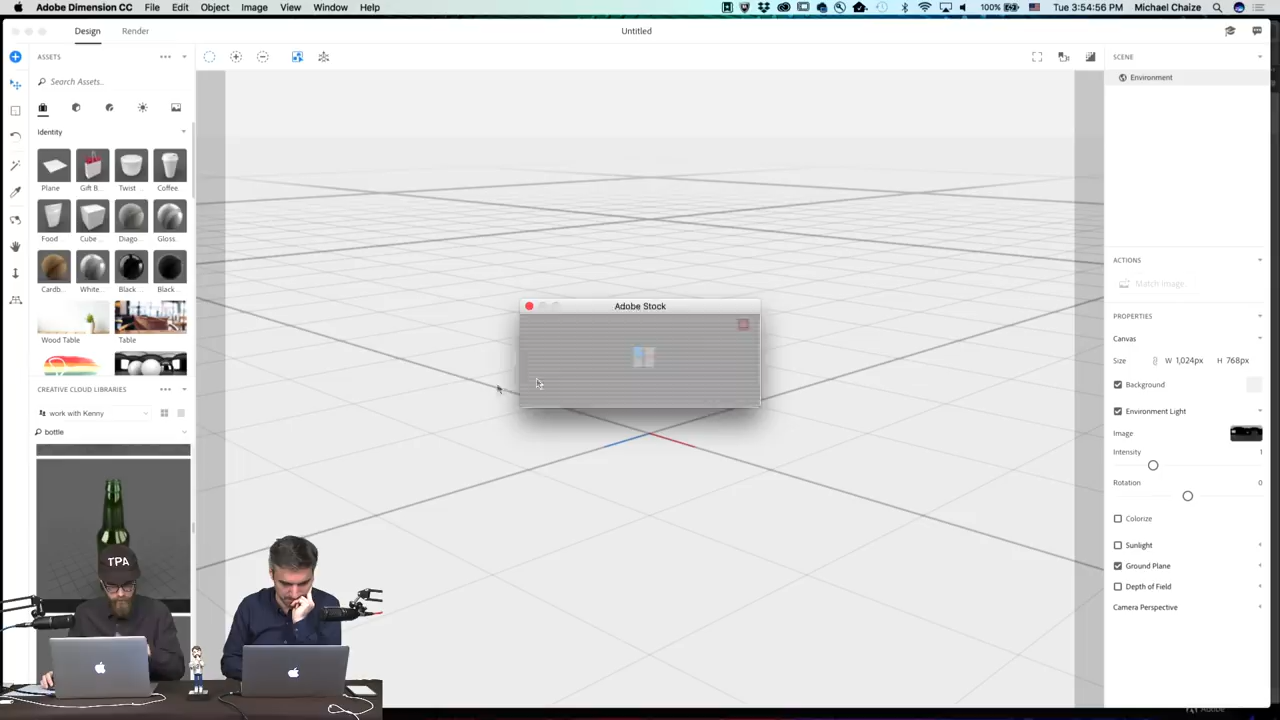 Adobe Dimension CC File Edit Object Image Camera View Window Help 100% Tue 3:54:56 PM Michael Chaize
Design Render Untitled
ASSETS
Search Assets..
Identity
Plane Gift B... Twist ... Coffee
Food Cube ... Diago... Gloss.
Cardb... White... Black... Black...
Wood Table Table
CREATIVE CLOUD LIBRARIES
work with Kenny
bottle
Adobe Stock
TPA
SCENE
Environment
ACTIONS
Match image..
PROPERTIES
Canvas
Size W 1,024px H 768px
Background
Environment Light
Image
Intensity 1
Rotation 0
Colorize
Sunlight
Ground Plane
Depth of Field
Camera Perspective
Adobe